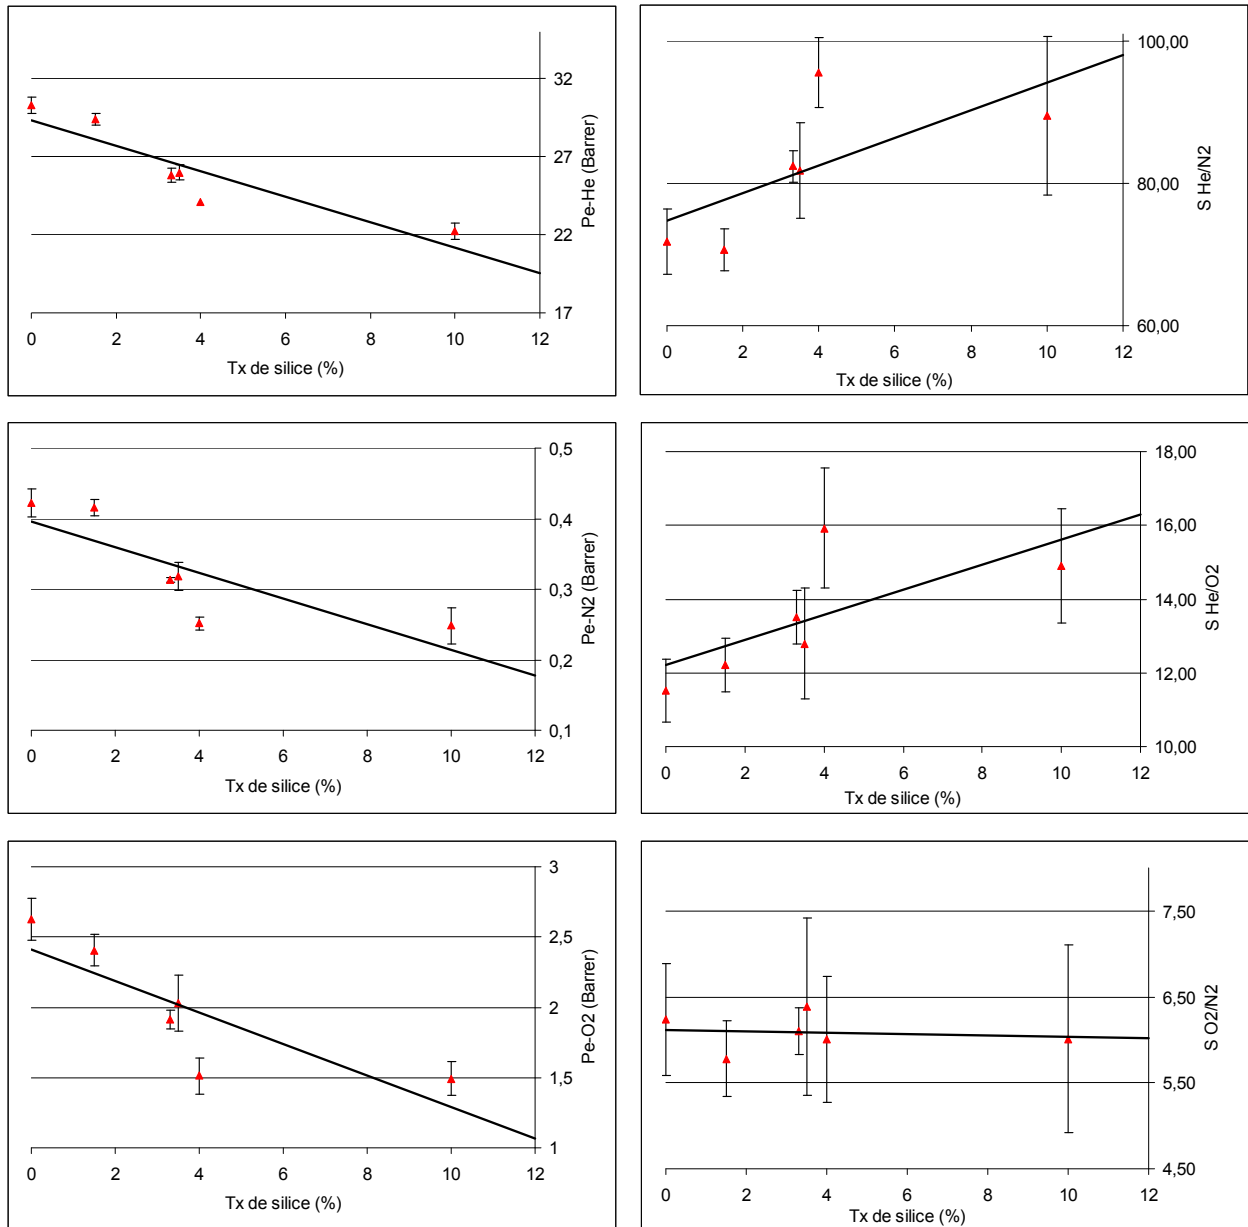 32
27
22
17
Pe-He (Barrer)
0 2 4 6 8 10 12
Tx de silice (%)
100,00
80,00
60,00
S He/N2
0 2 4 6 8 10 12
Tx de silice (%)
0,5
0,4
0,3
0,2
0,1
Pe-N2 (Barrer)
0 2 4 6 8 10 12
Tx de silice (%)
18,00
16,00
14,00
12,00
10,00
S He/O2
0 2 4 6 8 10 12
Tx de silice (%)
3
2,5
2
1,5
1
Pe-O2 (Barrer)
0 2 4 6 8 10 12
Tx de silice (%)
7,50
6,50
5,50
4,50
S O2/N2
0 2 4 6 8 10 12
Tx de silice (%)